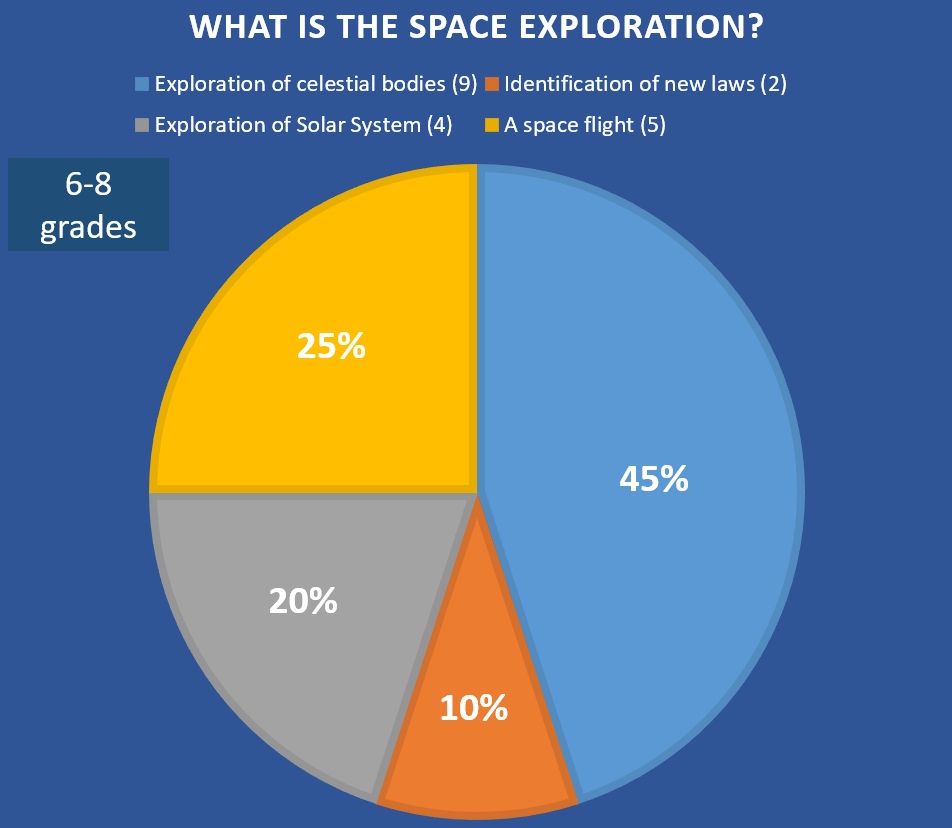 WHAT IS THE SPACE EXPLORATION?
Exploration of celestial bodies (9) Identification of new laws (2)
Exploration of Solar System (4) A space flight (5)
6-8
grades
25%
45%
20%
10%